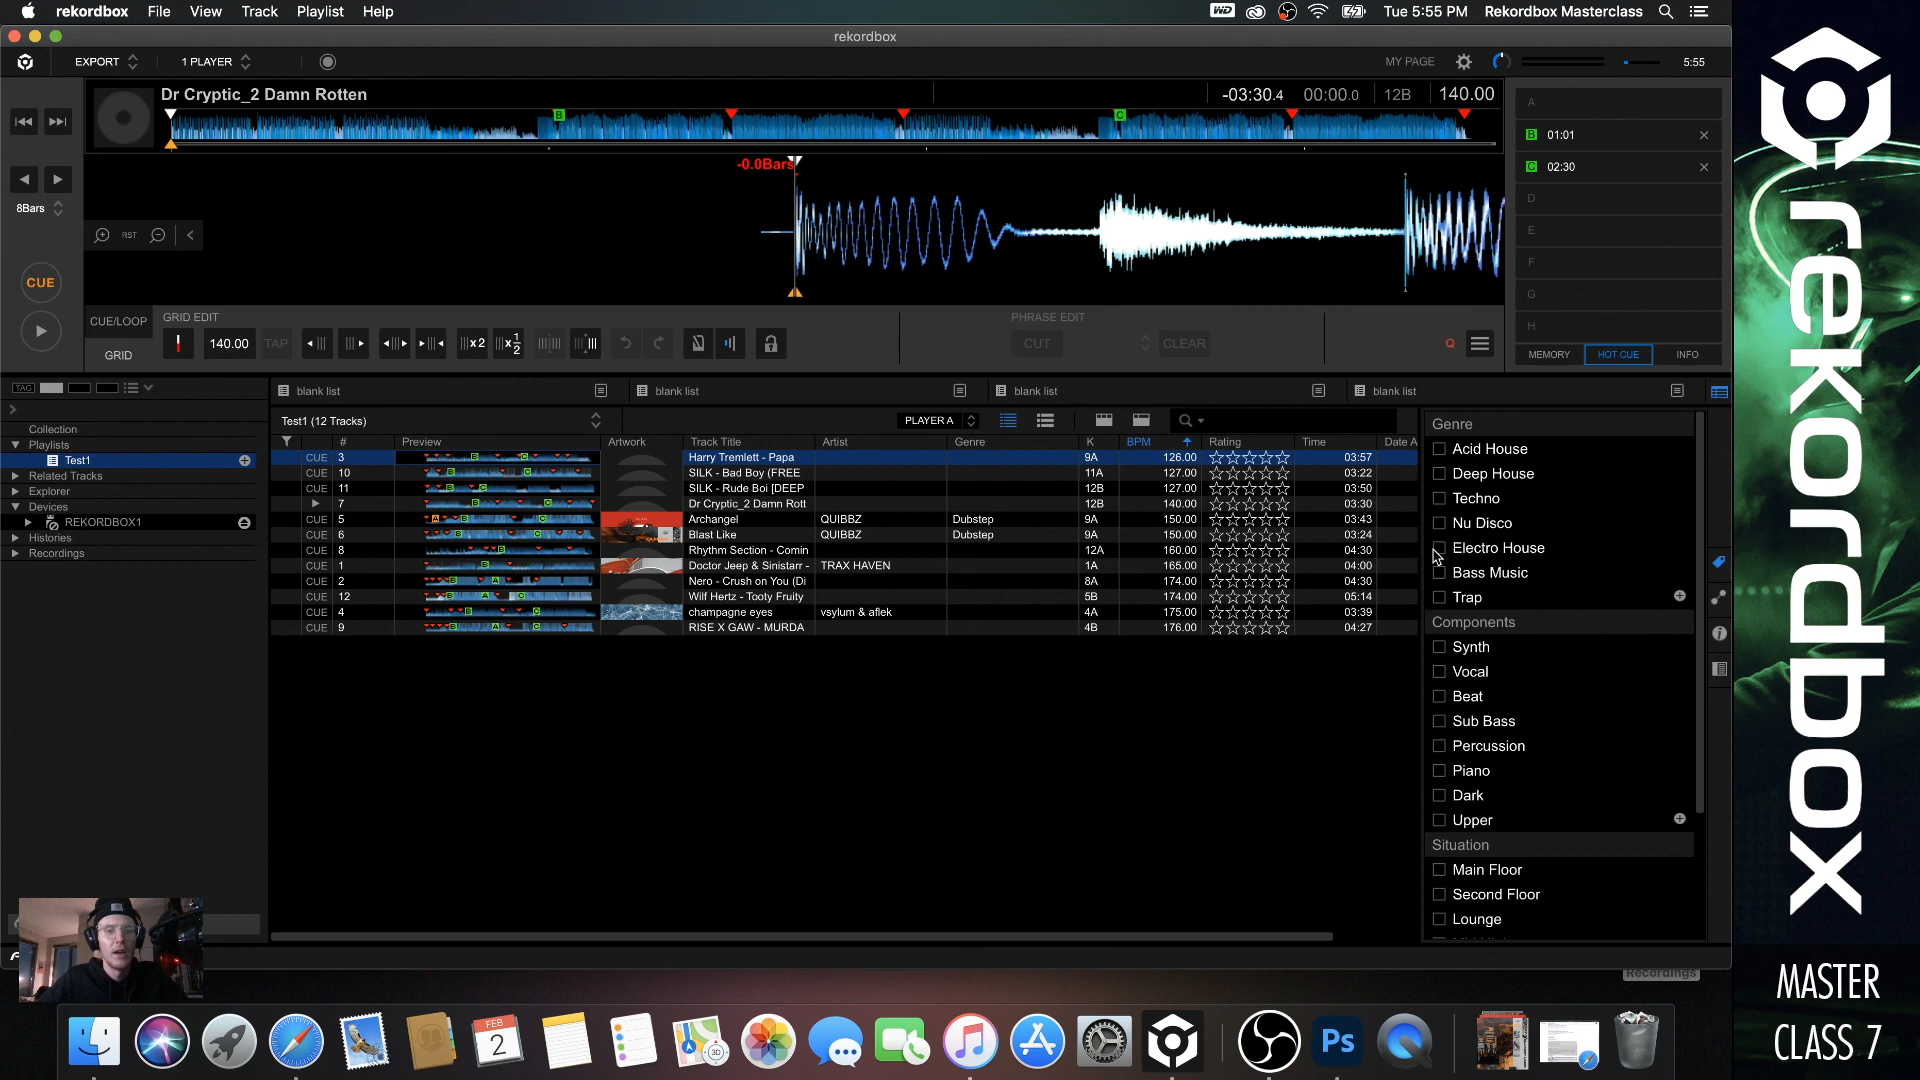 rekordbox File View Track Playlist Help WD Tue 5:55 PM Rekordbox Masterclass
rekordbox
EXPORT 1 PLAYER MY PAGE 5:55
Dr Cryptic_2 Damn Rotten -03:30.4 00:00.0 12B 140.00
B C
A
B 01:01
C 02:30
D
E
F
G
H
MEMORY HOT CUE INFO
-0.0Bars
8Bars
RST
CUE
CUE/LOOP
GRID
GRID EDIT
140.00 TAP x2 x1/2
PHRASE EDIT
CUT CLEAR Q
TAG
blank list blank list blank list blank list
Collection
Playlists
Test1
Related Tracks
Explorer
Devices
REKORDBOX1
Histories
Recordings
Test1 (12 Tracks) PLAYER A
# Preview Artwork Track Title Artist Genre K BPM Rating Time Date A
CUE 3 Harry Tremlett - Papa 9A 126.00 03:57
CUE 10 SILK - Bad Boy (FREE 11A 127.00 03:22
CUE 11 SILK - Rude Boi [DEEP 12B 127.00 03:50
7 Dr Cryptic_2 Damn Rott 12B 140.00 03:30
CUE 5 Archangel QUIBBZ Dubstep 9A 150.00 03:43
CUE 6 Blast Like QUIBBZ Dubstep 9A 150.00 03:24
CUE 8 Rhythm Section - Comin 12A 160.00 04:30
CUE 1 Doctor Jeep & Sinistarr - TRAX HAVEN 1A 165.00 04:00
CUE 2 Nero - Crush on You (Di 8A 174.00 04:30
CUE 12 Wilf Hertz - Tooty Fruity 5B 174.00 05:14
CUE 4 champagne eyes vsylum & aflek 4A 175.00 03:39
CUE 9 RISE X GAW - MURDA 4B 176.00 04:27
Genre
Acid House
Deep House
Techno
Nu Disco
Electro House
Bass Music
Trap
Components
Synth
Vocal
Beat
Sub Bass
Percussion
Piano
Dark
Upper
Situation
Main Floor
Second Floor
Lounge
Recordings
FEB
2
3D
Ps
rekordbox
MASTER
CLASS 7